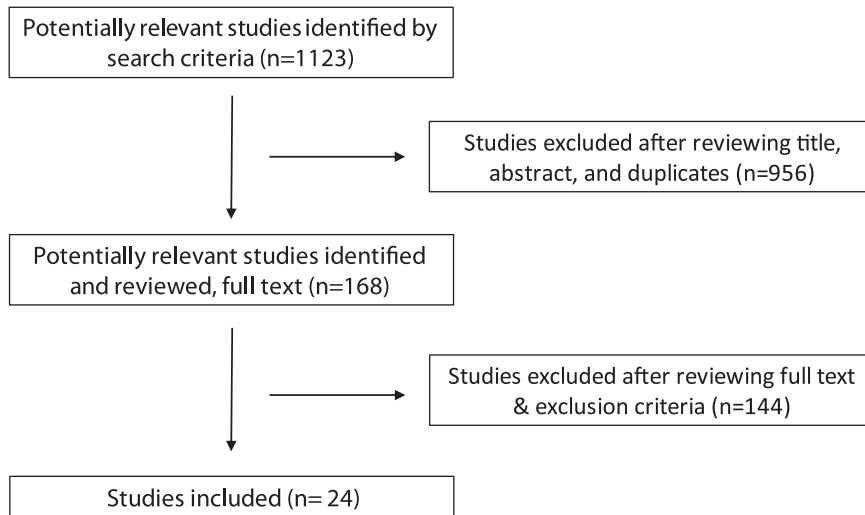 Potentially relevant studies identified by
search criteria (n=1123)
Studies excluded after reviewing title,
abstract, and duplicates (n=956)
Potentially relevant studies identified
and reviewed, full text (n=168)
Studies excluded after reviewing full text
& exclusion criteria (n=144)
Studies included (n= 24)